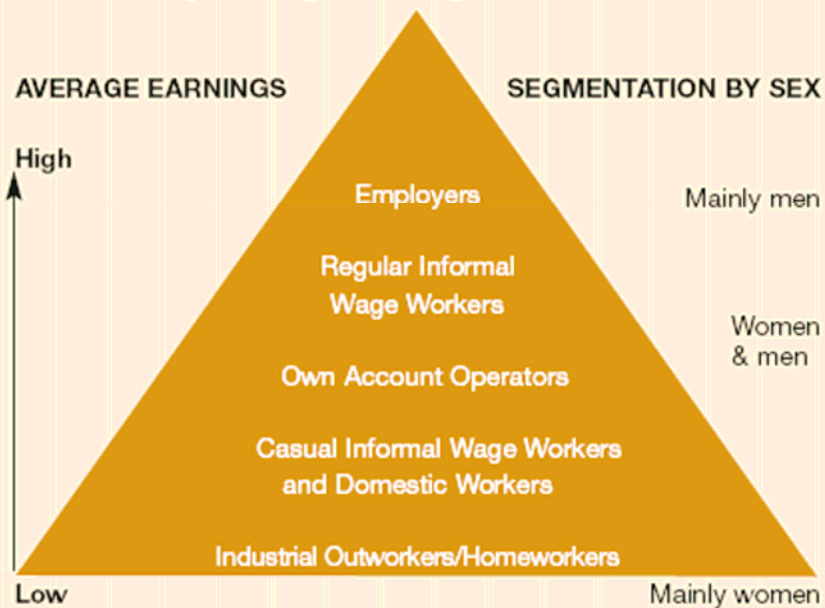 AVERAGE EARNINGS
SEGMENTATION BY SEX
High
Employers
Mainly men
Regular Informal
Wage Workers
Women
& men
Own Account Operators
Casual Informal Wage Workers
and Domestic Workers
Industrial Outworkers/Homeworkers
Low
Mainly women